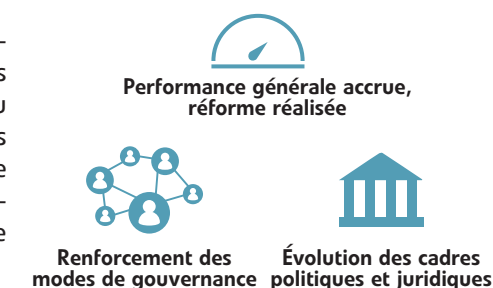 Performance générale accrue,
réforme réalisée
Renforcement des
modes de gouvernance
Évolution des cadres
politiques et juridiques